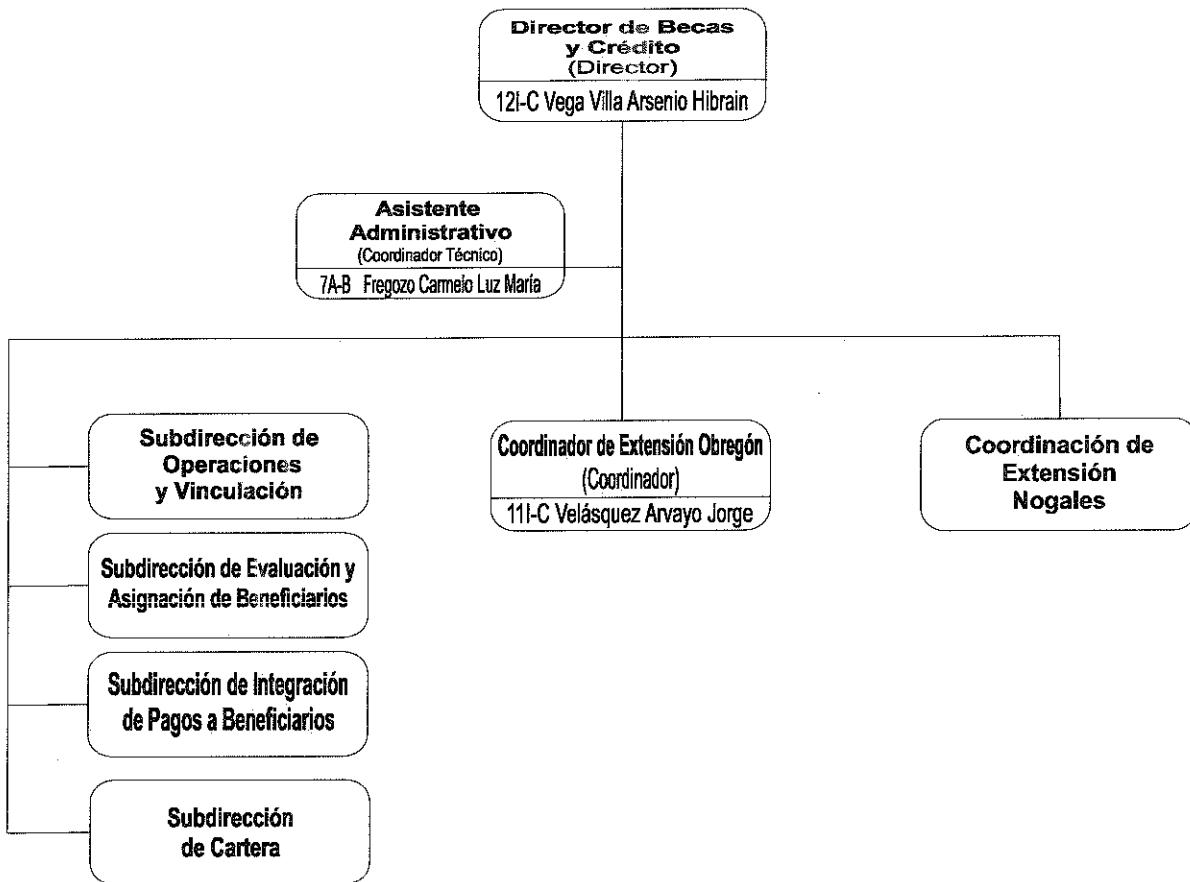 Director de Becas
y Crédito
(Director)
12I-C Vega Villa Arsenio Hibrain
Asistente
Administrativo
(Coordinador Técnico)
7A-B Fregozo Carmelo Luz María
Subdirección de
Operaciones
y Vinculación
Coordinador de Extensión Obregón
(Coordinador)
11I-C Velásquez Arvayo Jorge
Coordinación de
Extensión
Nogales
Subdirección de Evaluación y
Asignación de Beneficiarios
Subdirección de Integración
de Pagos a Beneficiarios
Subdirección
de Cartera